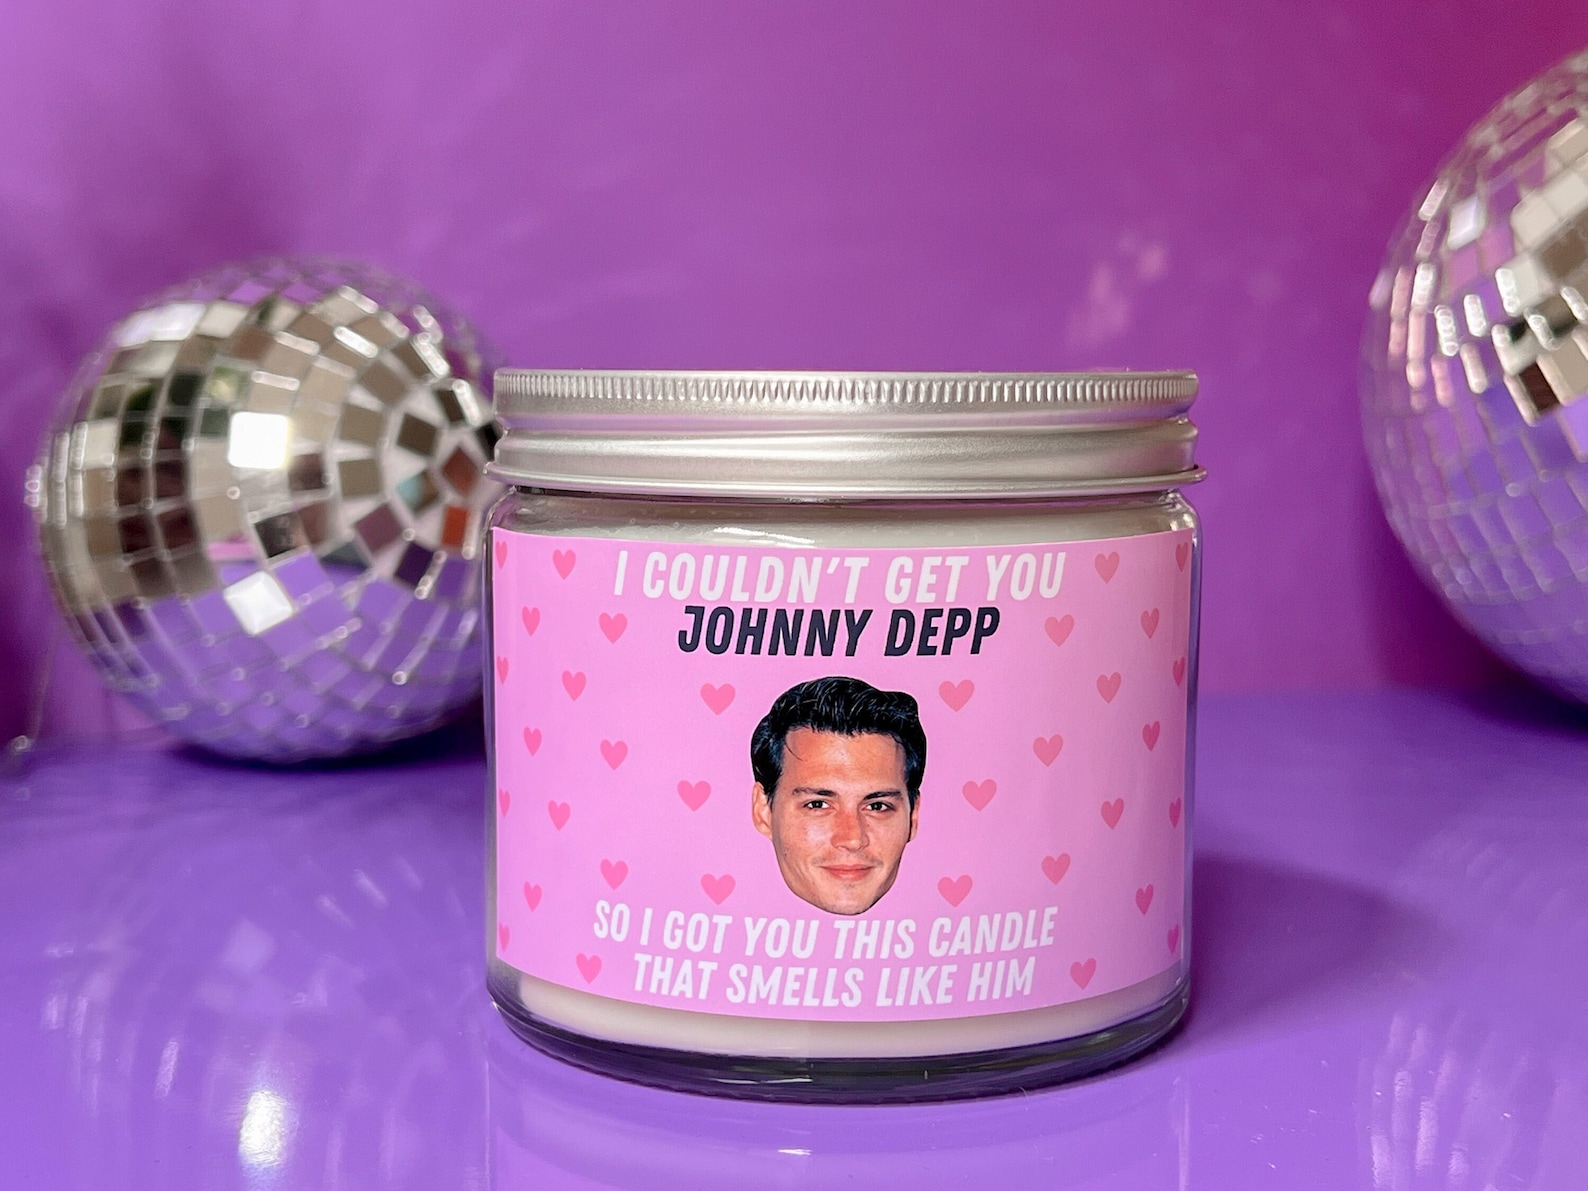 I COULDN'T GET YOU
JOHNNY DEPP
SO I GOT YOU THIS CANDLE
THAT SMELLS LIKE HIM